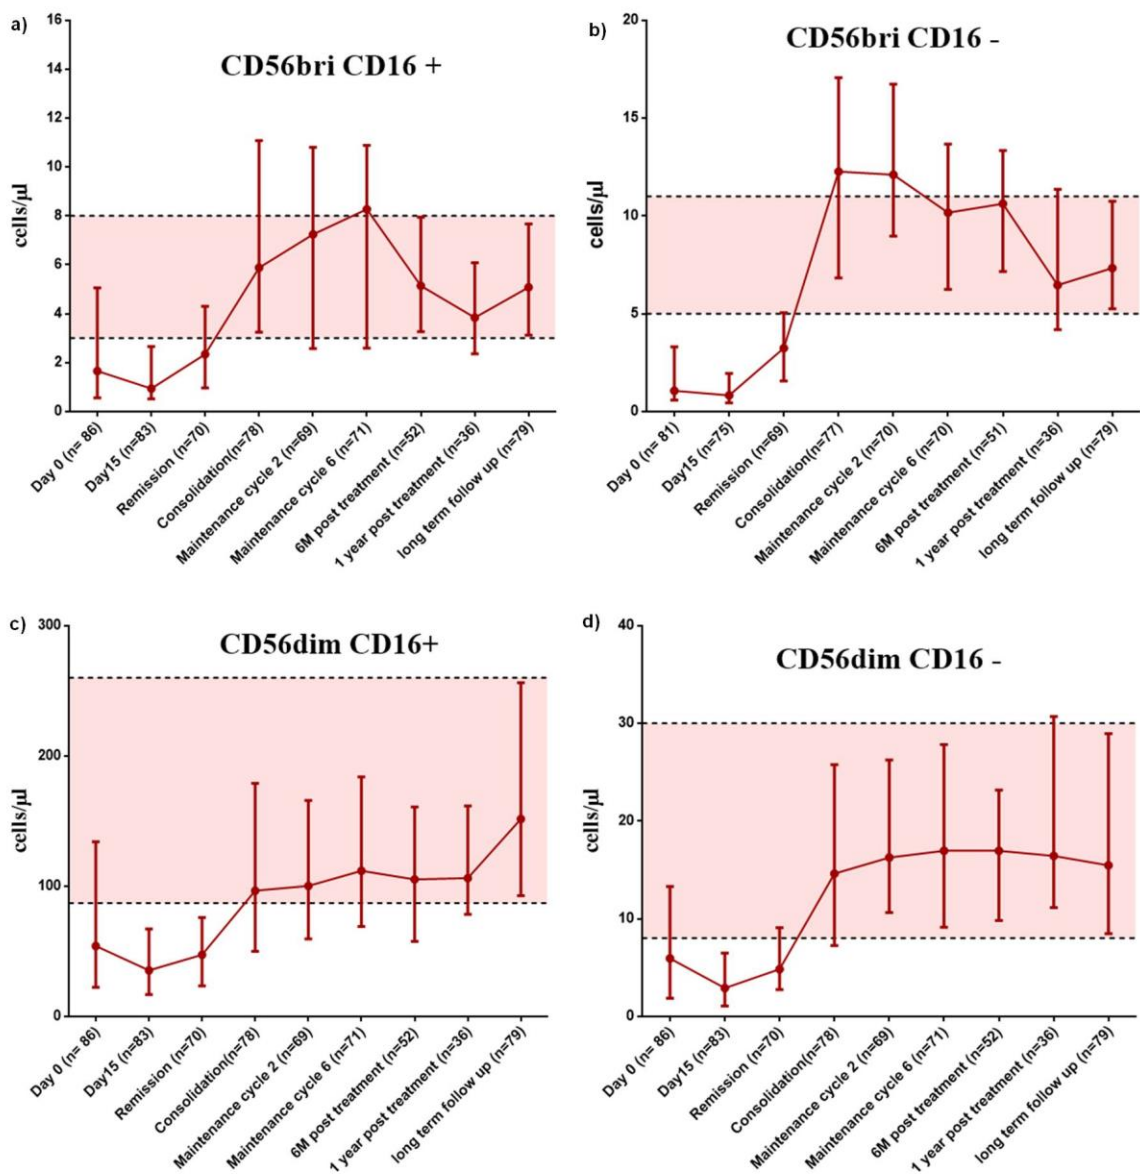 a)
CD56bri CD16 +
cells/µl
16
14
12
10
8
6
4
2
0
Day 0 (n= 86)
Day15 (n=83)
Remission (n=70)
Consolidation(n=78)
Maintenance cycle 2 (n=69)
Maintenance cycle 6 (n=71)
6M post treatment (n=52)
1 year post treatment (n=36)
long term follow up (n=79)
b)
CD56bri CD16 -
cells/µl
20
15
10
5
0
Day 0 (n= 81)
Day15 (n=75)
Remission (n=69)
Consolidation(n=77)
Maintenance cycle 2 (n=70)
Maintenance cycle 6 (n=70)
6M post treatment (n=51)
1 year post treatment (n=36)
long term follow up (n=79)
c)
CD56dim CD16+
cells/µl
300
200
100
0
Day 0 (n= 86)
Day15 (n=83)
Remission (n=70)
Consolidation(n=78)
Maintenance cycle 2 (n=69)
Maintenance cycle 6 (n=71)
6M post treatment (n=52)
1 year post treatment (n=36)
long term follow up (n=79)
d)
CD56dim CD16 -
cells/µl
40
30
20
10
0
Day 0 (n= 86)
Day15 (n=83)
Remission (n=70)
Consolidation(n=78)
Maintenance cycle 2 (n=69)
Maintenance cycle 6 (n=71)
6M post treatment (n=52)
1 year post treatment (n=36)
long term follow up (n=79)